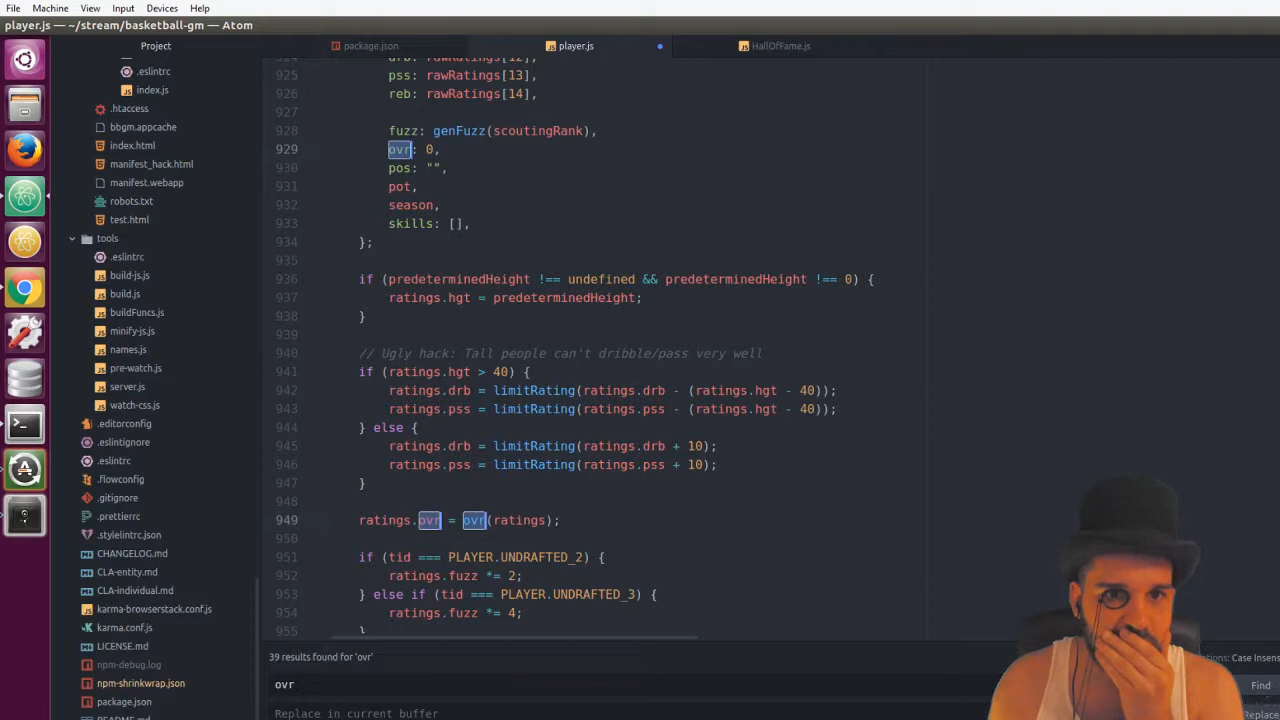 File Machine View Input Devices Help
player.js — ~/stream/basketball-gm — Atom
Project
package.json
player.js
HallOfFame.js
.eslintrc
index.js
.htaccess
bbgm.appcache
index.html
manifest_hack.html
manifest.webapp
robots.txt
test.html
tools
.eslintrc
build-js.js
build.js
buildFuncs.js
minify-js.js
names.js
pre-watch.js
server.js
watch-css.js
.editorconfig
.eslintignore
.eslintrc
.flowconfig
.gitignore
.prettierrc
.stylelintrc.json
CHANGELOG.md
CLA-entity.md
CLA-individual.md
karma-browserstack.conf.js
karma.conf.js
LICENSE.md
npm-debug.log
npm-shrinkwrap.json
package.json
README.md
924 drb: rawRatings[12],
925 pss: rawRatings[13],
926 reb: rawRatings[14],
927
928 fuzz: genFuzz(scoutingRank),
929 ovr: 0,
930 pos: "",
931 pot,
932 season,
933 skills: [],
934 };
935
936 if (predeterminedHeight !== undefined && predeterminedHeight !== 0) {
937 ratings.hgt = predeterminedHeight;
938 }
939
940 // Ugly hack: Tall people can't dribble/pass very well
941 if (ratings.hgt > 40) {
942 ratings.drb = limitRating(ratings.drb - (ratings.hgt - 40));
943 ratings.pss = limitRating(ratings.pss - (ratings.hgt - 40));
944 } else {
945 ratings.drb = limitRating(ratings.drb + 10);
946 ratings.pss = limitRating(ratings.pss + 10);
947 }
948
949 ratings.ovr = ovr(ratings);
950
951 if (tid === PLAYER.UNDRAFTED_2) {
952 ratings.fuzz *= 2;
953 } else if (tid === PLAYER.UNDRAFTED_3) {
954 ratings.fuzz *= 4;
955 }
39 results found for 'ovr'
Case Insens
ovr
Find
Replace in current buffer
Replace